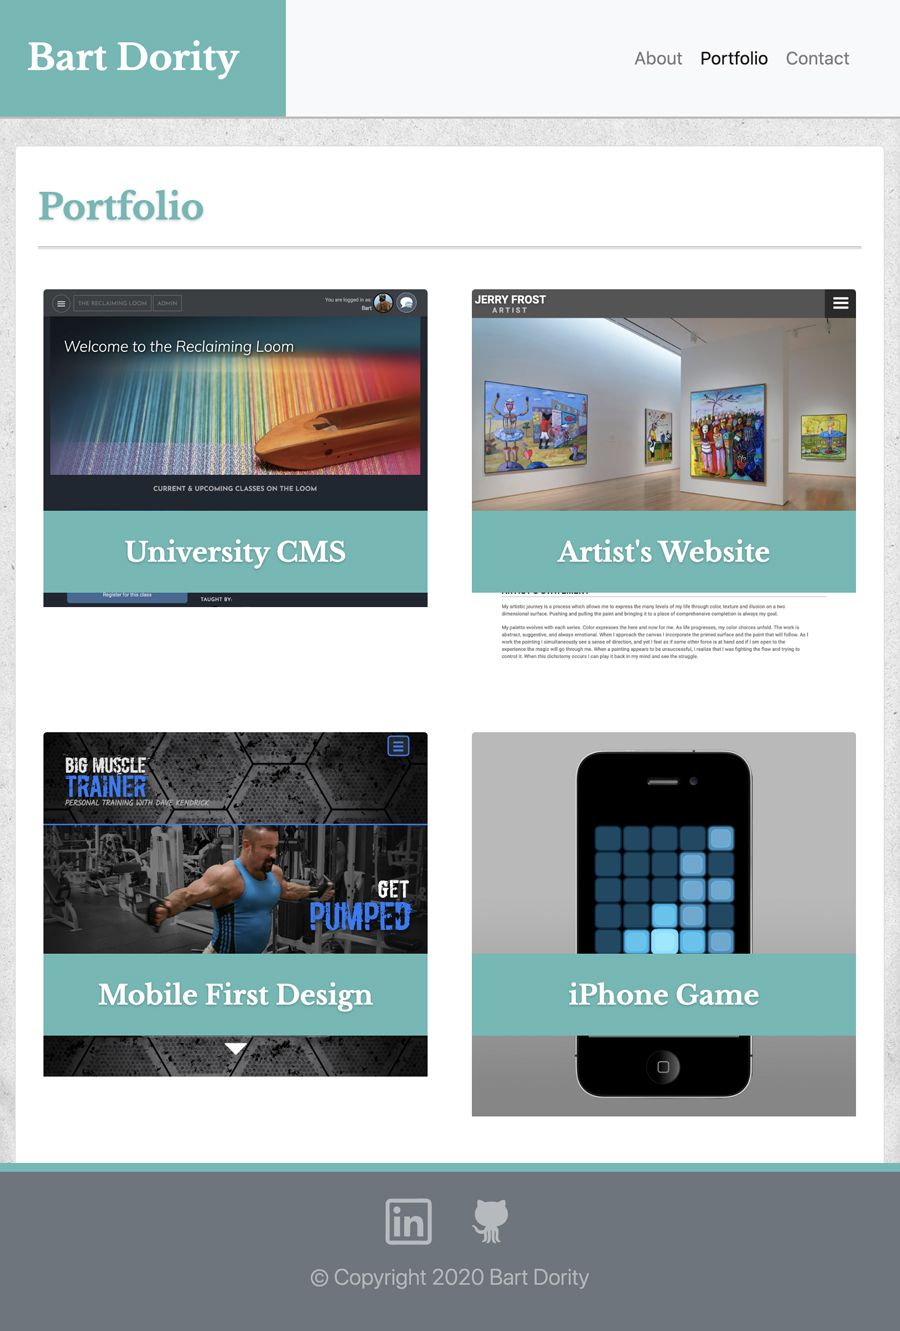 Bart Dority
About Portfolio Contact
Portfolio
THE RECLAIMING LOOM ADMIN
You are logged in as:
Bart
Welcome to the Reclaiming Loom
CURRENT & UPCOMING CLASSES ON THE LOOM
University CMS
Register for this class
TAUGHT BY:
JERRY FROST
ARTIST
Artist's Website
My artistic journey is a process which allows me to express the many levels of my life through color, texture and illusion on a two
dimensional surface. Pushing and pulling the paint and bringing it to a place of comprehensive completion is always my goal.
My palette evolves with each series. Color expresses the here and now for me. As life progresses, my color choices unfold. The work is
abstract, suggestive, and always emotional. When I approach the canvas I incorporate the primed surface and the paint that will follow. As I
work the painting I simultaneously see a sense of direction, and yet I feel as if some other force is at hand and if I am open to the
experience the magic will go through me. When a painting appears to be unsuccessful, I realize that I was fighting the flow and trying to
control it. When this dichotomy occurs I can play it back in my mind and see the struggle.
BIG MUSCLE
TRAINER
PERSONAL TRAINING WITH DAVE KENDRICK
GET
PUMPED
Mobile First Design
iPhone Game
in
© Copyright 2020 Bart Dority